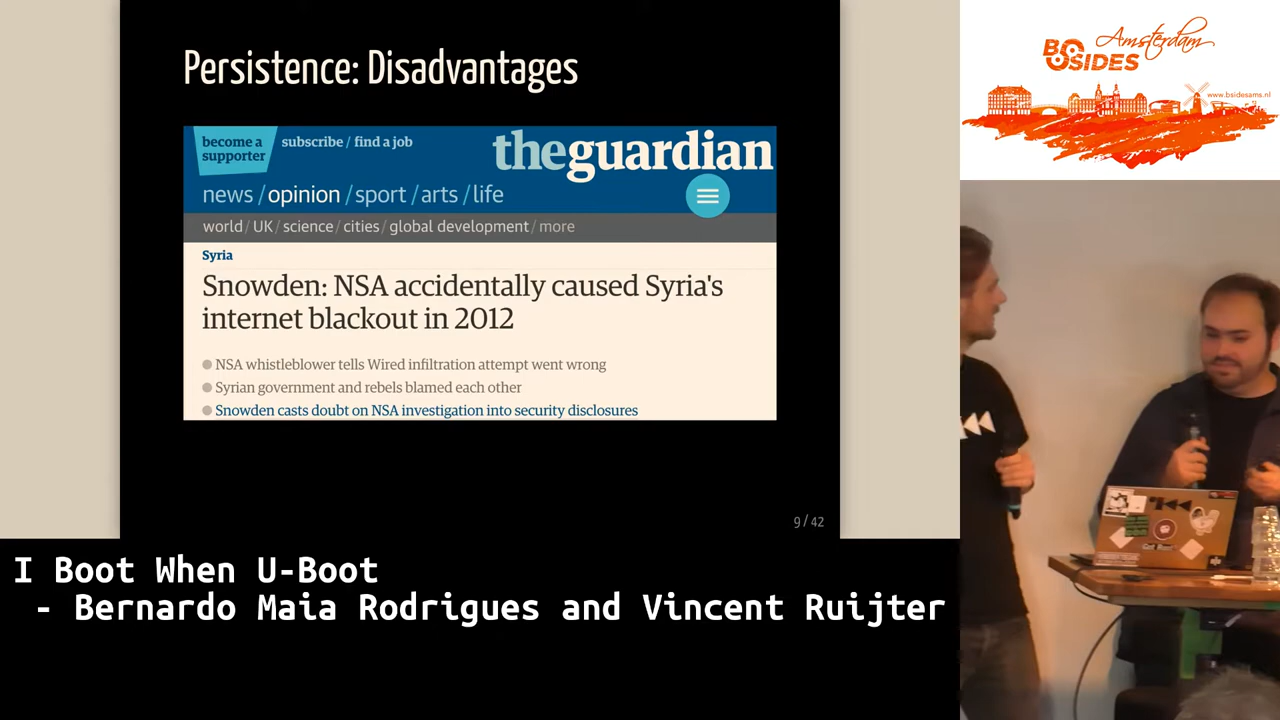 Persistence: Disadvantages
become a
supporter
subscribe / find a job
theguardian
news / opinion / sport / arts / life
world / UK / science / cities / global development / more
Syria
Snowden: NSA accidentally caused Syria's
internet blackout in 2012
NSA whistleblower tells Wired infiltration attempt went wrong
Syrian government and rebels blamed each other
Snowden casts doubt on NSA investigation into security disclosures
9 / 42
I Boot When U-Boot
- Bernardo Maia Rodrigues and Vincent Ruijter
Amsterdam
BSIDES
www.bsidesams.nl